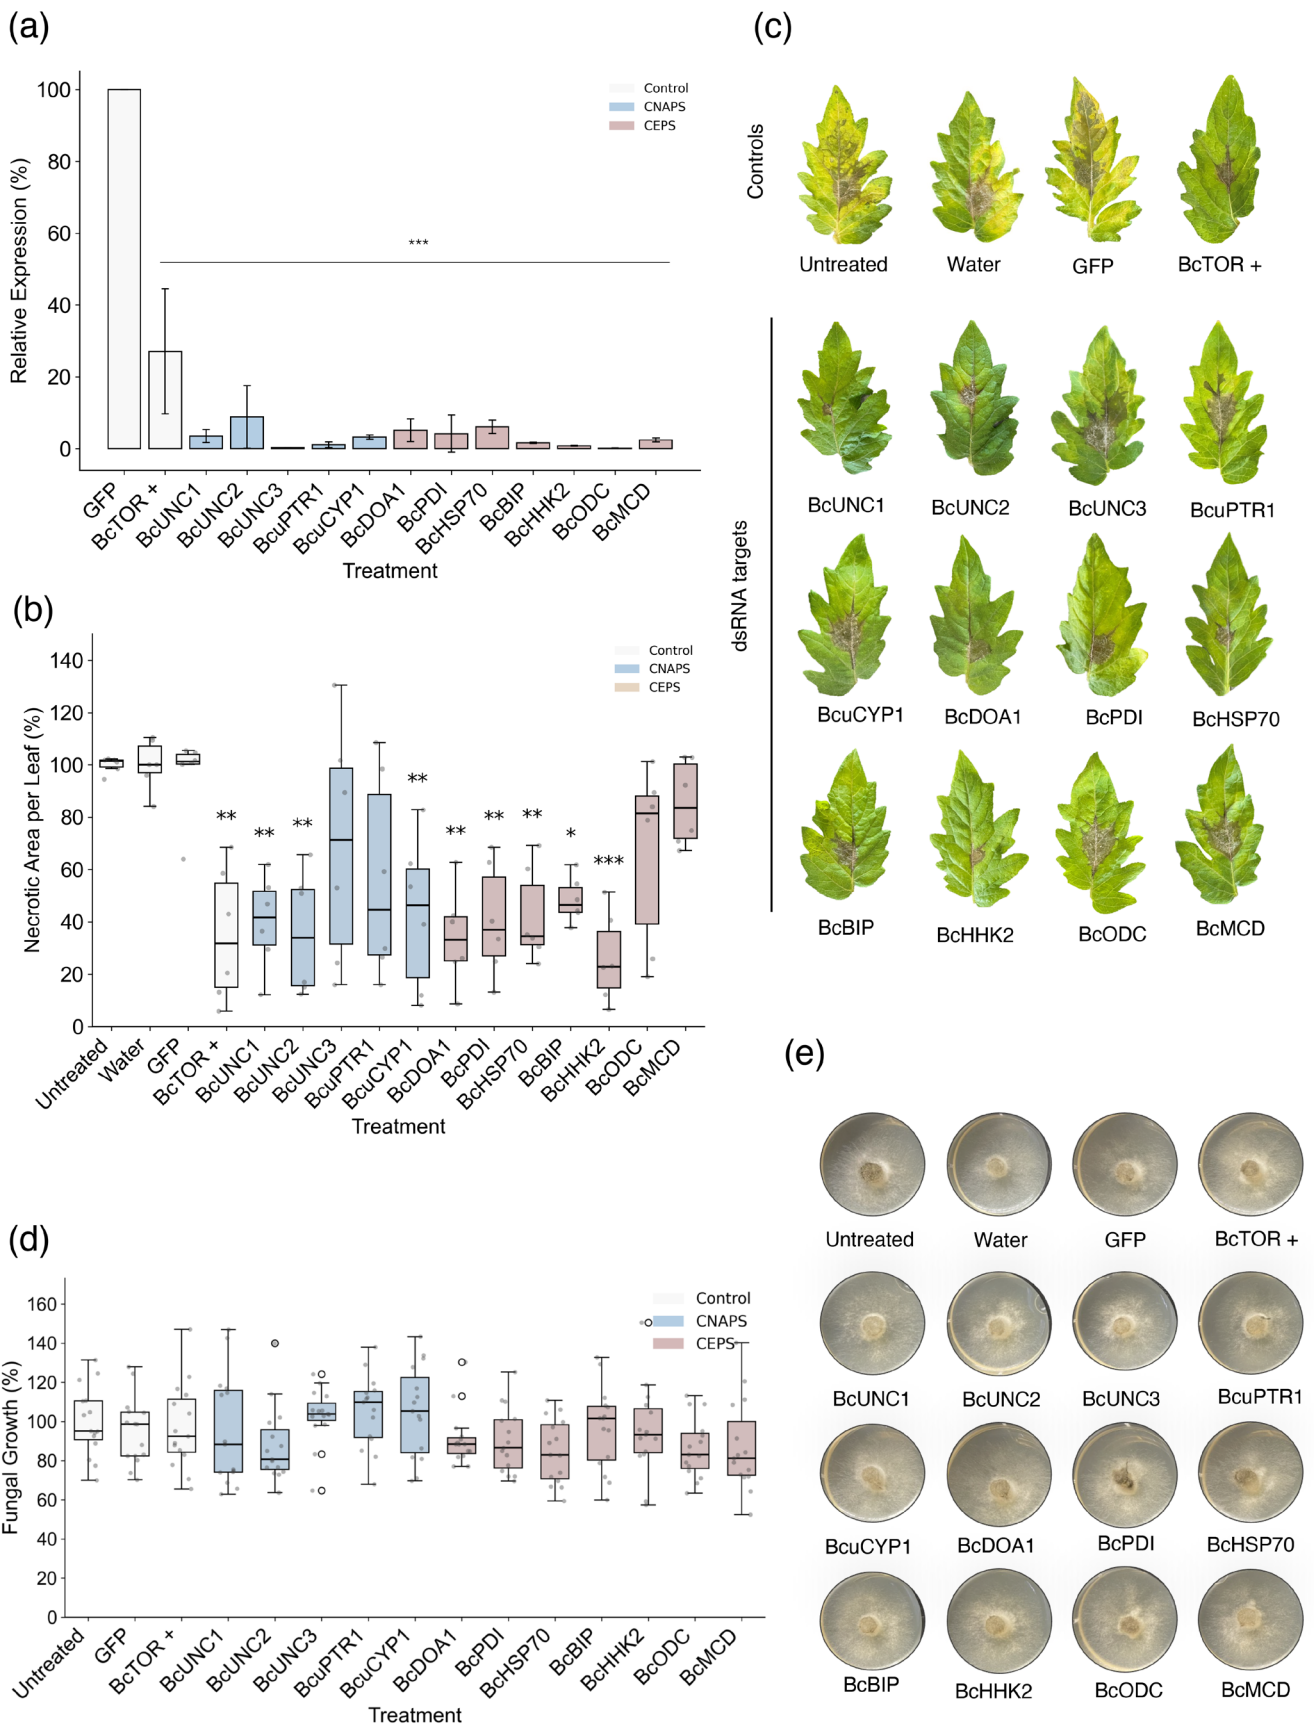 (a)
Relative Expression (%)
100
80
60
40
20
0
***
Control
CNAPS
CEPS
GFP
BcTOR +
BcUNC1
BcUNC2
BcUNC3
BcuPTR1
BcuCYP1
BcDOA1
BcPDI
BcHSP70
BcBIP
BcHHK2
BcODC
BcMCD
Treatment
(b)
Necrotic Area per Leaf (%)
140
120
100
80
60
40
20
0
Control
CNAPS
CEPS
**
**
**
**
**
**
**
*
***
Untreated
Water
GFP
BcTOR +
BcUNC1
BcUNC2
BcUNC3
BcuPTR1
BcuCYP1
BcDOA1
BcPDI
BcHSP70
BcBIP
BcHHK2
BcODC
BcMCD
Treatment
(c)
Controls
Untreated Water GFP BcTOR +
dsRNA targets
BcUNC1 BcUNC2 BcUNC3 BcuPTR1
BcuCYP1 BcDOA1 BcPDI BcHSP70
BcBIP BcHHK2 BcODC BcMCD
(d)
Fungal Growth (%)
160
140
120
100
80
60
40
20
0
Control
CNAPS
CEPS
Untreated
GFP
BcTOR +
BcUNC1
BcUNC2
BcUNC3
BcuPTR1
BcuCYP1
BcDOA1
BcPDI
BcHSP70
BcBIP
BcHHK2
BcODC
BcMCD
Treatment
(e)
Untreated Water GFP BcTOR +
BcUNC1 BcUNC2 BcUNC3 BcuPTR1
BcuCYP1 BcDOA1 BcPDI BcHSP70
BcBIP BcHHK2 BcODC BcMCD